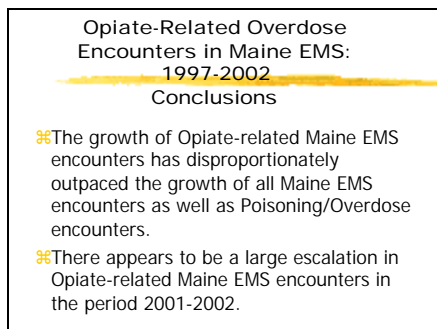 Opiate-Related Overdose
Encounters in Maine EMS:
1997-2002
Conclusions
⌘The growth of Opiate-related Maine EMS
encounters has disproportionately
outpaced the growth of all Maine EMS
encounters as well as Poisoning/Overdose
encounters.
⌘There appears to be a large escalation in
Opiate-related Maine EMS encounters in
the period 2001-2002.